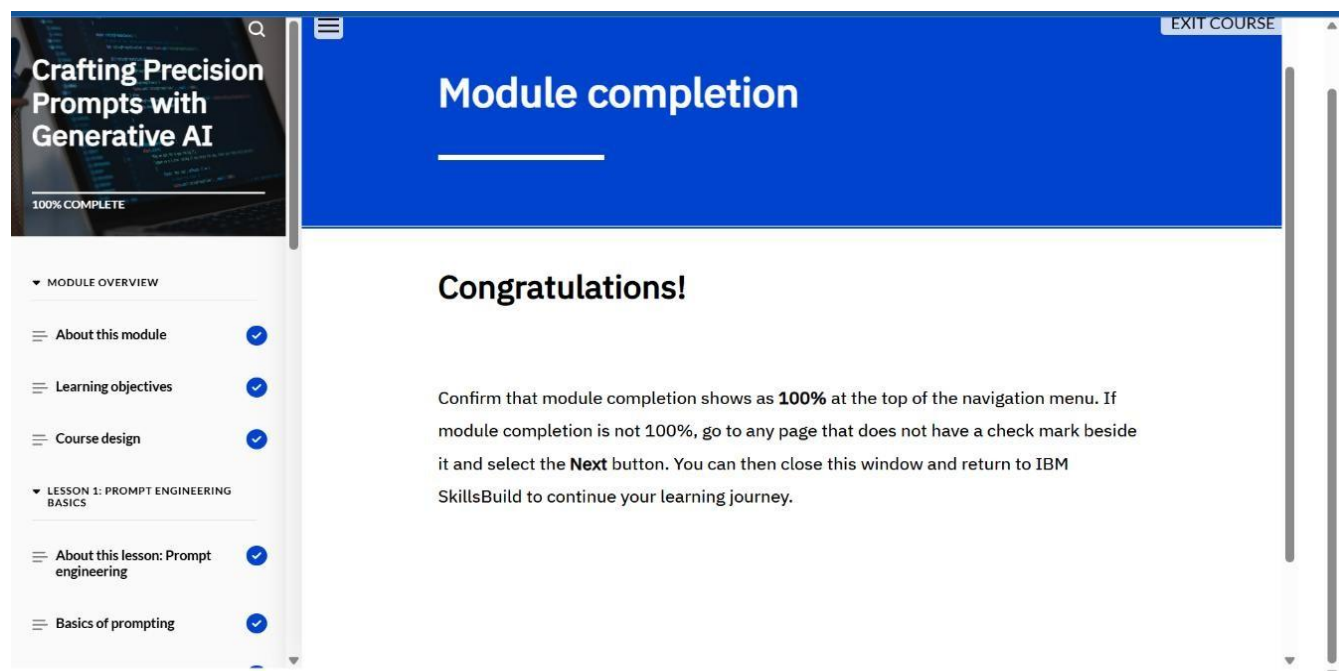 Crafting Precision
Prompts with
Generative AI
100% COMPLETE
MODULE OVERVIEW
About this module
Learning objectives
Course design
LESSON 1: PROMPT ENGINEERING
BASICS
About this lesson: Prompt
engineering
Basics of prompting
EXIT COURSE
Module completion
Congratulations!
Confirm that module completion shows as 100% at the top of the navigation menu. If
module completion is not 100%, go to any page that does not have a check mark beside
it and select the Next button. You can then close this window and return to IBM
SkillsBuild to continue your learning journey.